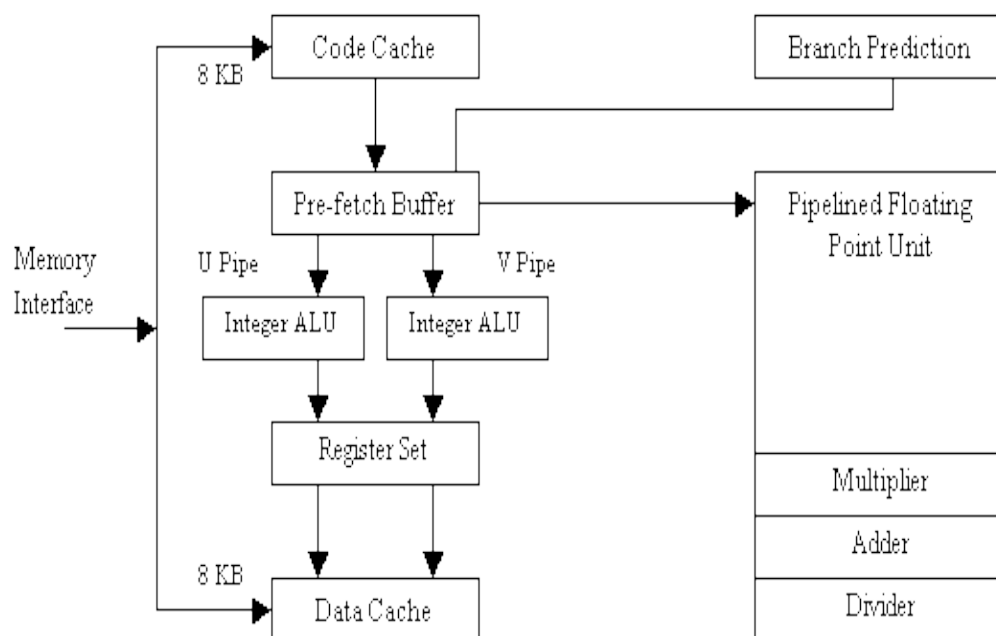 Code Cache
Branch Prediction
8 KB
Pre-fetch Buffer
Pipelined Floating
Point Unit
Memory
Interface
U Pipe
V Pipe
Integer ALU
Integer ALU
Register Set
Multiplier
Adder
8 KB
Data Cache
Divider